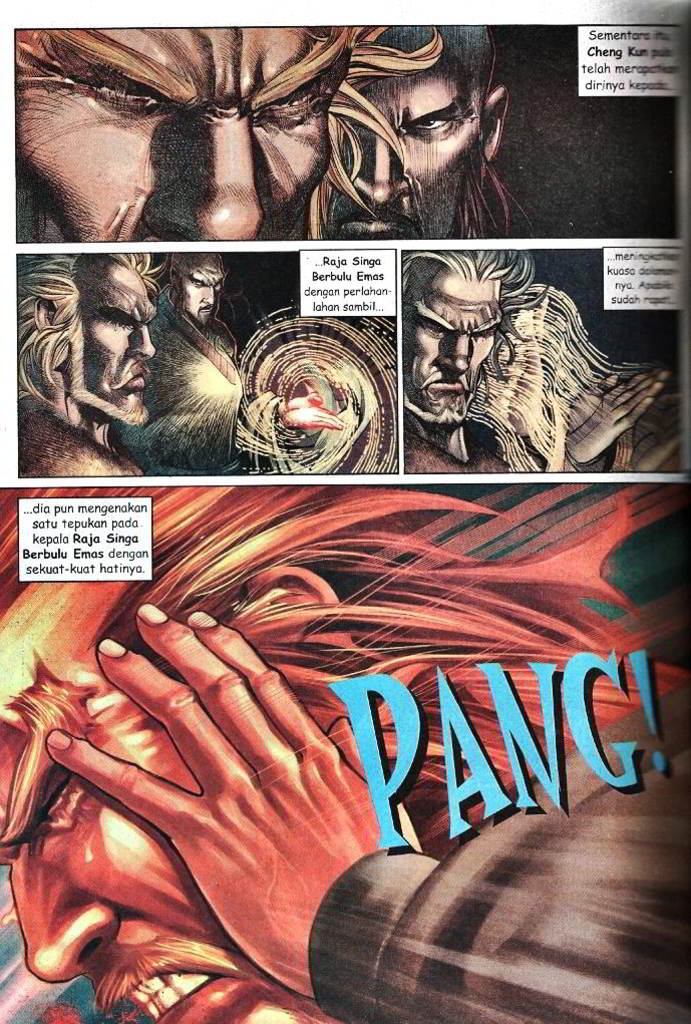 Sementara itu
Cheng Kun pula
telah merapatkan
dirinya kepada...
...Raja Singa
Berbulu Emas
dengan perlahan-
lahan sambil...
...meningkatkan
kuasa dalaman-
nya. Apabila
sudah rapat...
...dia pun mengenakan
satu tepukan pada
kepala Raja Singa
Berbulu Emas dengan
sekuat-kuat hatinya.
PANG!